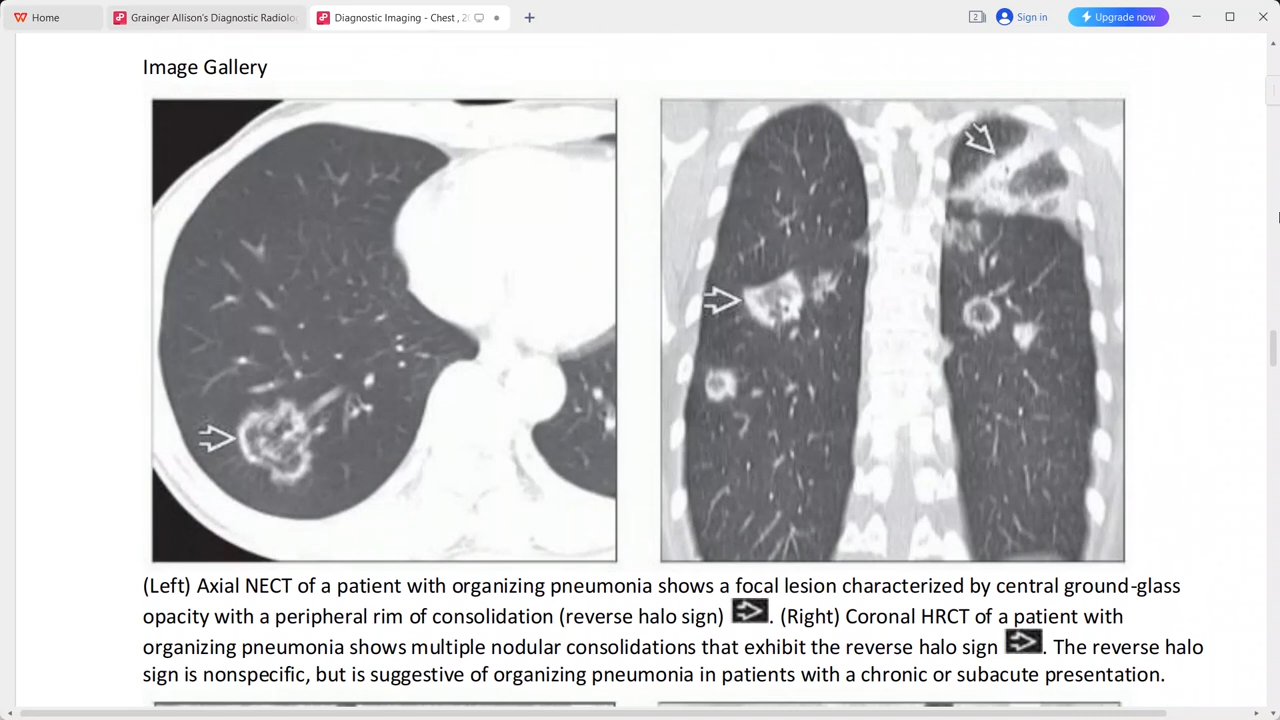 Home
Grainger Allison's Diagnostic Radiolo
Diagnostic Imaging - Chest , 2
2
Sign in
Upgrade now
Image Gallery
(Left) Axial NECT of a patient with organizing pneumonia shows a focal lesion characterized by central ground-glass
opacity with a peripheral rim of consolidation (reverse halo sign) . (Right) Coronal HRCT of a patient with
organizing pneumonia shows multiple nodular consolidations that exhibit the reverse halo sign . The reverse halo
sign is nonspecific, but is suggestive of organizing pneumonia in patients with a chronic or subacute presentation.